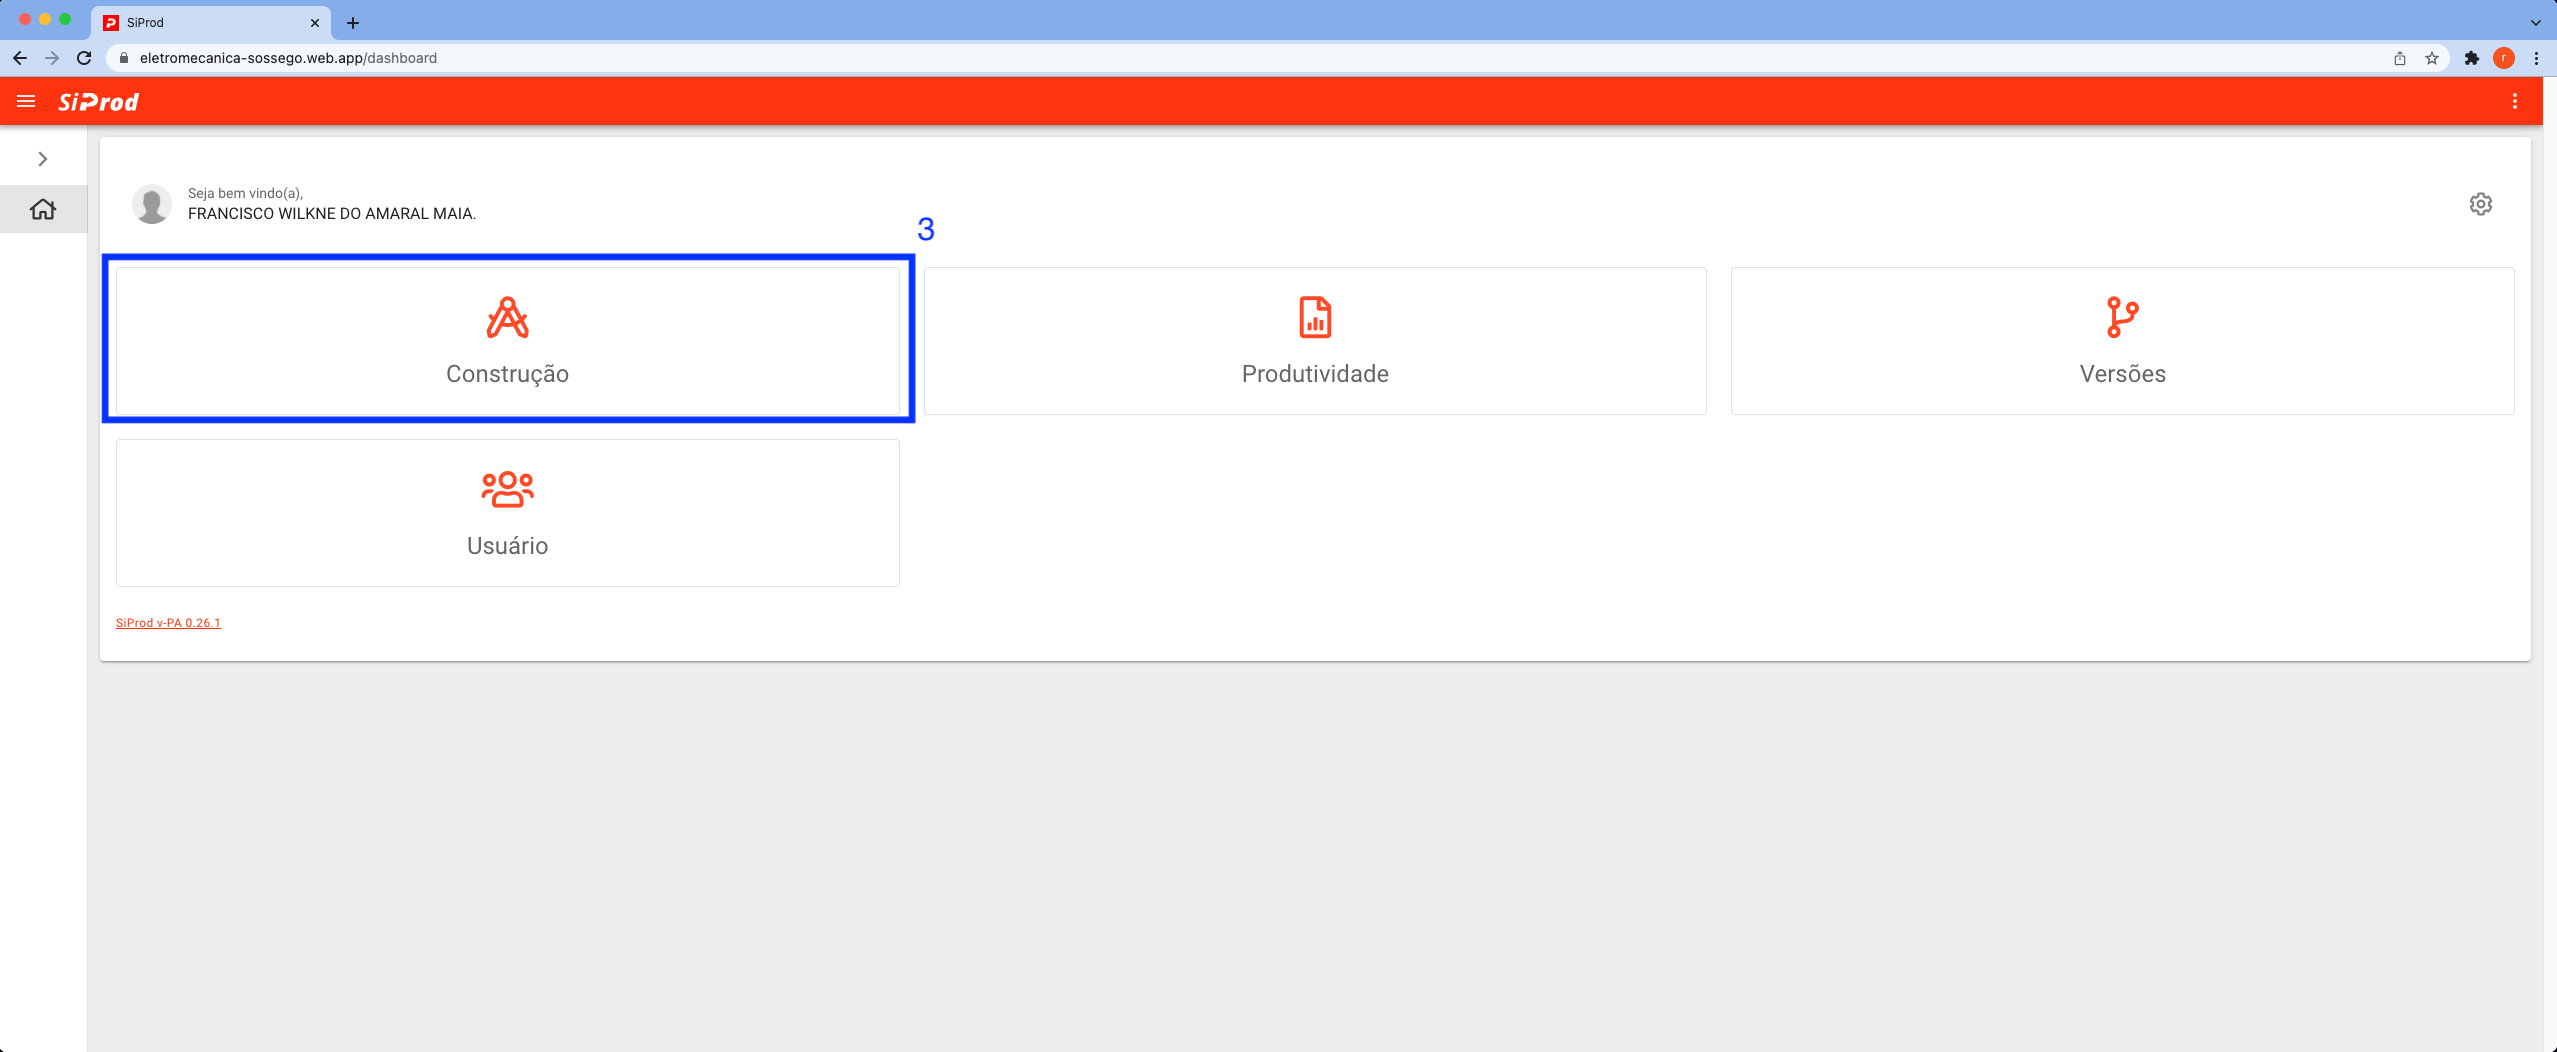 SiProd
eletromecanica-sossego.web.app/dashboard
r
SiProd
Seja bem vindo(a),
FRANCISCO WILKNE DO AMARAL MAIA.
3
Construção
Produtividade
Versões
Usuário
SiProd v-PA 0.26.1